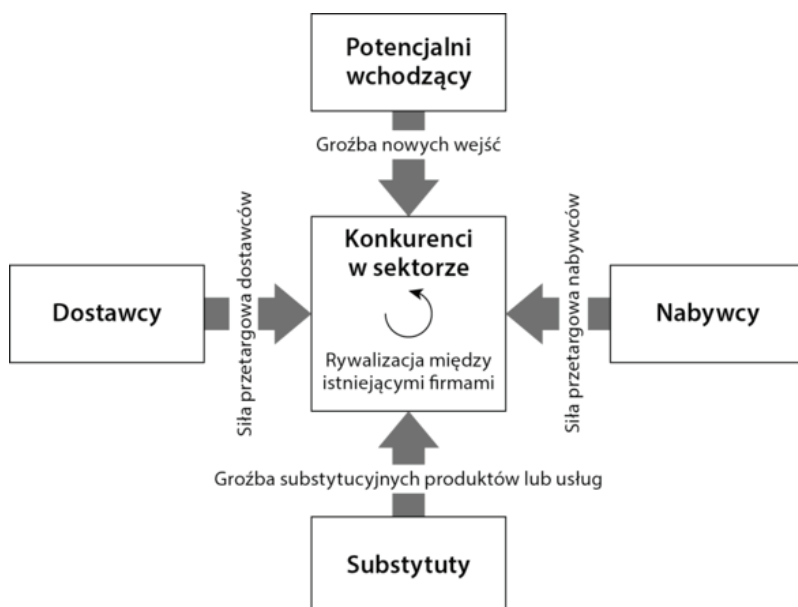 Potencjalni
wchodzący
Groźba nowych wejść
Siła przetargowa dostawców
Siła przetargowa nabywców
Konkurenci
w sektorze
Dostawcy
Nabywcy
Rywalizacja między
istniejącymi firmami
Groźba substytucyjnych produktów lub usług
Substytuty